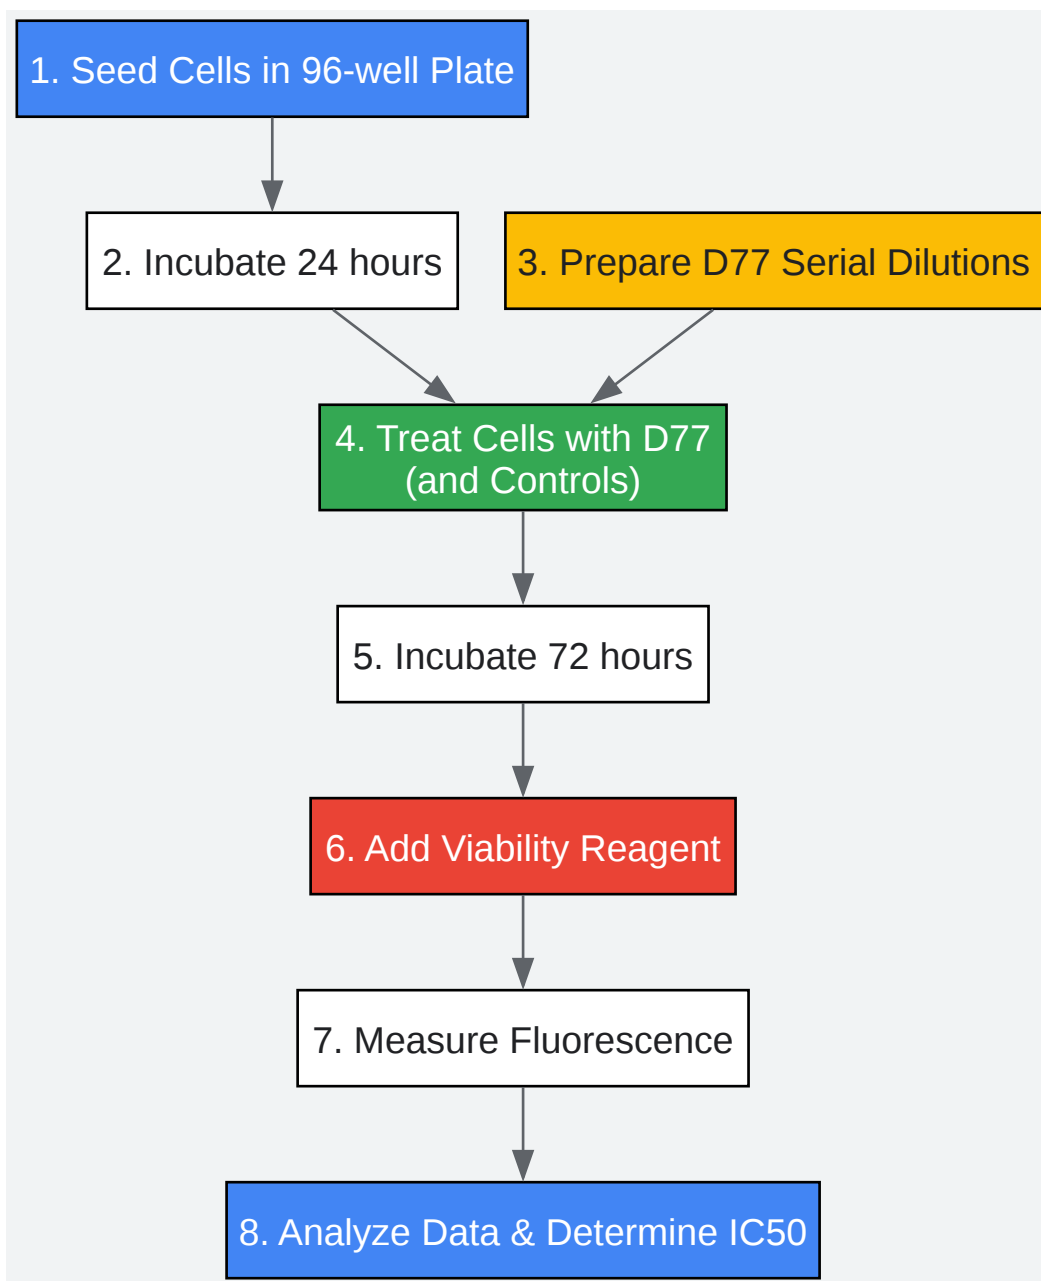 1. Seed Cells in 96-well Plate
2. Incubate 24 hours
3. Prepare D77 Serial Dilutions
4. Treat Cells with D77
(and Controls)
5. Incubate 72 hours
6. Add Viability Reagent
7. Measure Fluorescence
8. Analyze Data & Determine IC50